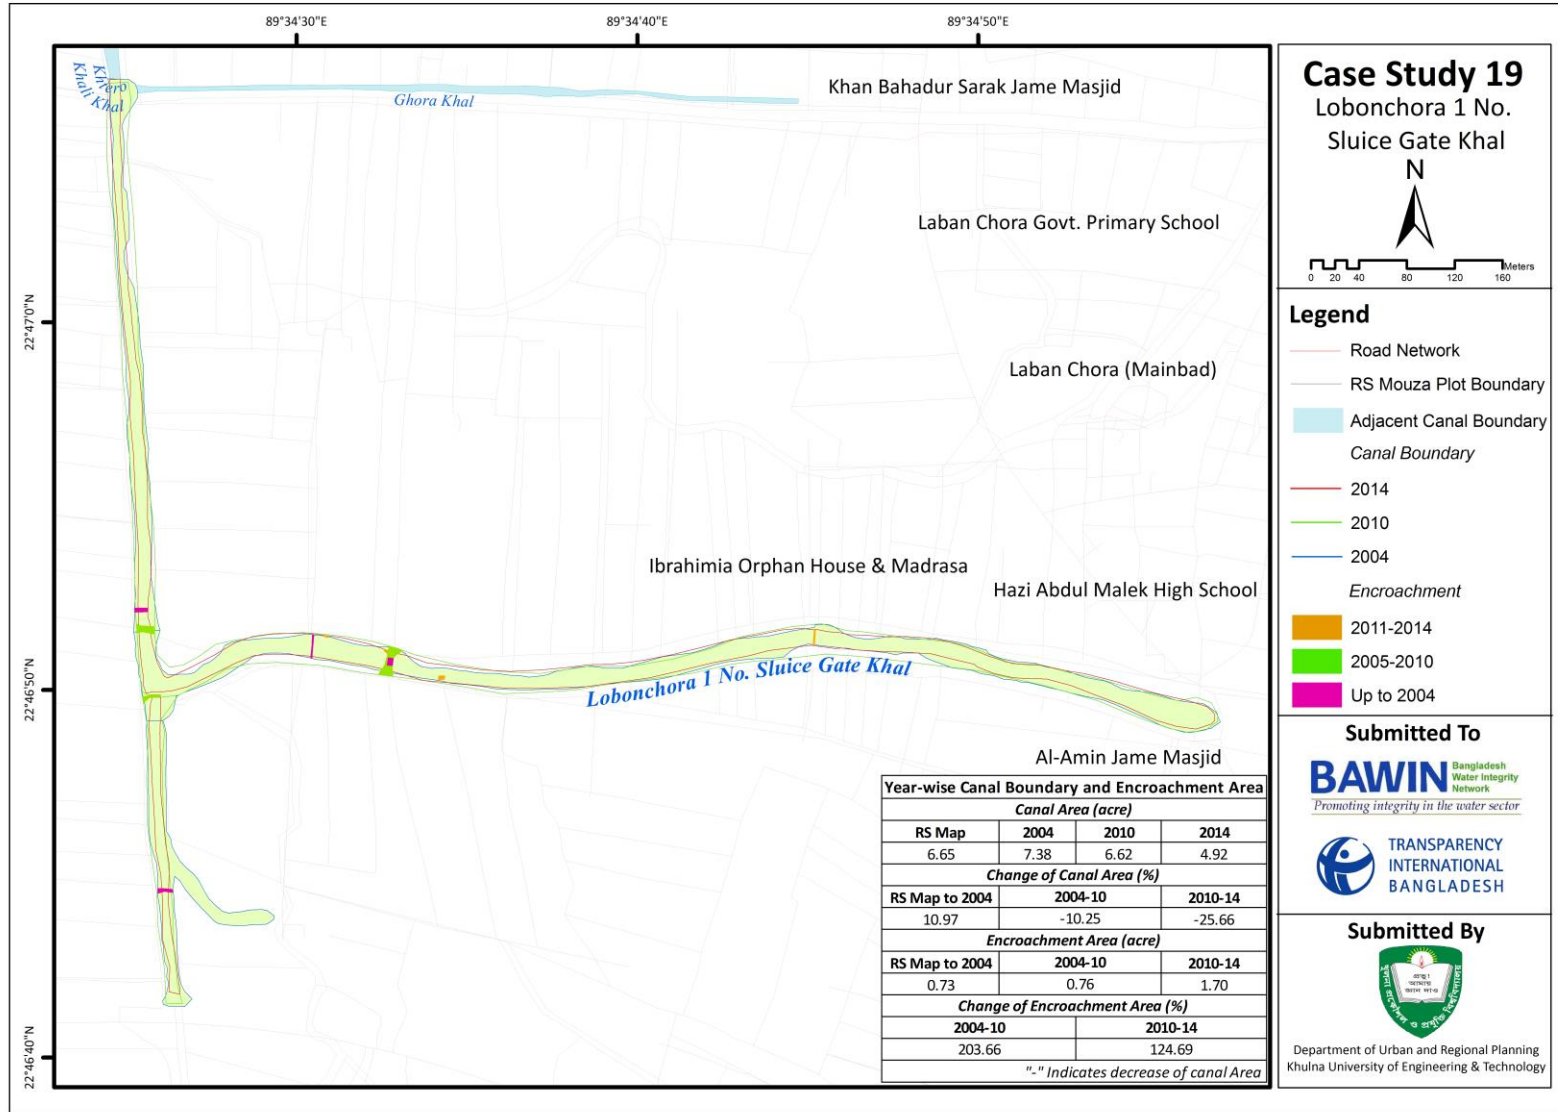 89°34'30"E
89°34'40"E
89°34'50"E
22°47'0"N
22°46'50"N
22°46'40"N
Khlero
Khali Khal
Ghora Khal
Khan Bahadur Sarak Jame Masjid
Laban Chora Govt. Primary School
Laban Chora (Mainbad)
Ibrahimia Orphan House & Madrasa
Hazi Abdul Malek High School
Lobonchora 1 No. Sluice Gate Khal
Al-Amin Jame Masjid
Year-wise Canal Boundary and Encroachment Area
Canal Area (acre)
RS Map 2004 2010 2014
6.65 7.38 6.62 4.92
Change of Canal Area (%)
RS Map to 2004 2004-10 2010-14
10.97 -10.25 -25.66
Encroachment Area (acre)
RS Map to 2004 2004-10 2010-14
0.73 0.76 1.70
Change of Encroachment Area (%)
2004-10 2010-14
203.66 124.69
"-" Indicates decrease of canal Area
Case Study 19
Lobonchora 1 No.
Sluice Gate Khal
N
Meters
0 20 40 80 120 160
Legend
Road Network
RS Mouza Plot Boundary
Adjacent Canal Boundary
Canal Boundary
2014
2010
2004
Encroachment
2011-2014
2005-2010
Up to 2004
Submitted To
BAWIN
Bangladesh
Water Integrity
Network
Promoting integrity in the water sector
TRANSPARENCY
INTERNATIONAL
BANGLADESH
Submitted By
প্রভু!
আমায়
জ্ঞান দাও
খুলনা প্রকৌশল ও প্রযুক্তি বিশ্ববিদ্যালয়
Department of Urban and Regional Planning
Khulna University of Engineering & Technology